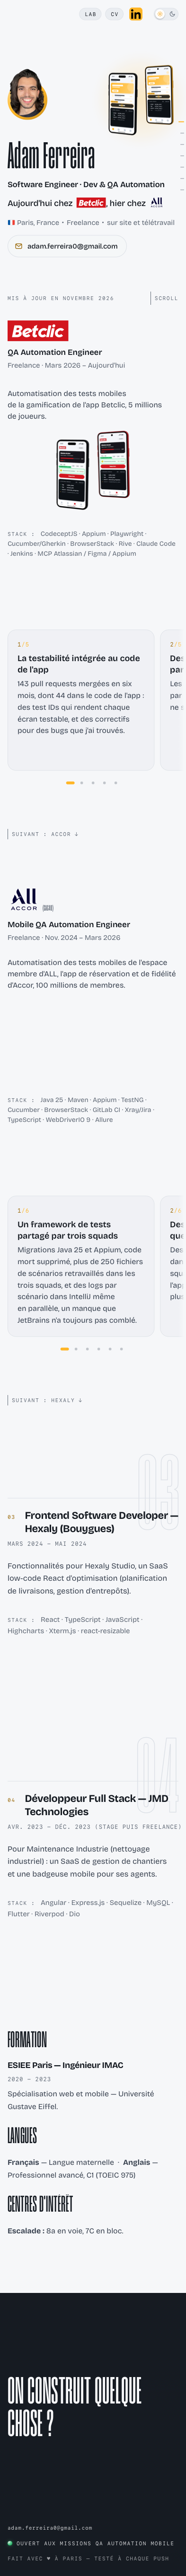 LAB CV in
Adam Ferreira
Software Engineer · Dev & QA Automation
Aujourd'hui chez Betclic, hier chez All
Paris, France • Freelance • sur site et télétravail
adam.ferreira0@gmail.com
MIS À JOUR EN NOVEMBRE 2026
SCROLL
Betclic
QA Automation Engineer
Freelance · Mars 2026 – Aujourd'hui
Automatisation des tests mobiles
de la gamification de l'app Betclic, 5 millions
de joueurs.
STACK : CodeceptJS · Appium · Playwright ·
Cucumber/Gherkin · BrowserStack · Rive · Claude Code
· Jenkins · MCP Atlassian / Figma / Appium
1/5
La testabilité intégrée au code
de l'app
143 pull requests mergées en six
mois, dont 44 dans le code de l'app :
des test IDs qui rendent chaque
écran testable, et des correctifs
pour des bugs que j'ai trouvés.
SUIVANT : ACCOR ↓
All
ACCOR
Mobile QA Automation Engineer
Freelance · Nov. 2024 – Mars 2026
Automatisation des tests mobiles de l'espace
membre d'ALL, l'app de réservation et de fidélité
d'Accor, 100 millions de membres.
STACK : Java 25 · Maven · Appium · TestNG ·
Cucumber · BrowserStack · GitLab CI · Xray/Jira ·
TypeScript · WebDriverIO 9 · Allure
1/6
Un framework de tests
partagé par trois squads
Migrations Java 25 et Appium, code
mort supprimé, plus de 250 fichiers
de scénarios retravaillés dans les
trois squads, et des logs par
scénario dans IntelliJ même
en parallèle, un manque que
JetBrains n'a toujours pas comblé.
SUIVANT : HEXALY ↓
03
03 Frontend Software Developer —
Hexaly (Bouygues)
MARS 2024 – MAI 2024
Fonctionnalités pour Hexaly Studio, un SaaS
low-code React d'optimisation (planification
de livraisons, gestion d'entrepôts).
STACK : React · TypeScript · JavaScript ·
Highcharts · Xterm.js · react-resizable
04
04 Développeur Full Stack — JMD
Technologies
AVR. 2023 – DÉC. 2023 (STAGE PUIS FREELANCE)
Pour Maintenance Industrie (nettoyage
industriel) : un SaaS de gestion de chantiers
et une badgeuse mobile pour ses agents.
STACK : Angular · Express.js · Sequelize · MySQL ·
Flutter · Riverpod · Dio
FORMATION
ESIEE Paris — Ingénieur IMAC
2020 – 2023
Spécialisation web et mobile — Université
Gustave Eiffel.
LANGUES
Français — Langue maternelle · Anglais —
Professionnel avancé, C1 (TOEIC 975)
CENTRES D'INTÉRÊT
Escalade : 8a en voie, 7C en bloc.
ON CONSTRUIT QUELQUE
CHOSE ?
adam.ferreira0@gmail.com
OUVERT AUX MISSIONS QA AUTOMATION MOBILE
FAIT AVEC ♥ À PARIS — TESTÉ À CHAQUE PUSH